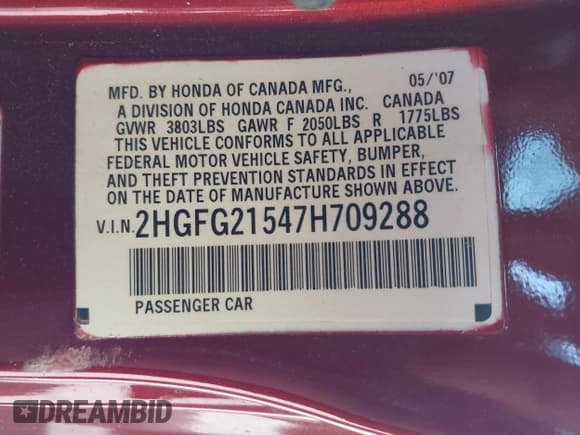 MFD. BY HONDA OF CANADA MFG., 05/'07
A DIVISION OF HONDA CANADA INC. CANADA
GVWR 3803LBS GAWR F 2050LBS R 1775LBS
THIS VEHICLE CONFORMS TO ALL APPLICABLE
FEDERAL MOTOR VEHICLE SAFETY, BUMPER,
AND THEFT PREVENTION STANDARDS IN EFFECT
ON THE DATE OF MANUFACTURE SHOWN ABOVE.
V.I.N. 2HGFG21547H709288
PASSENGER CAR
DREAMBID